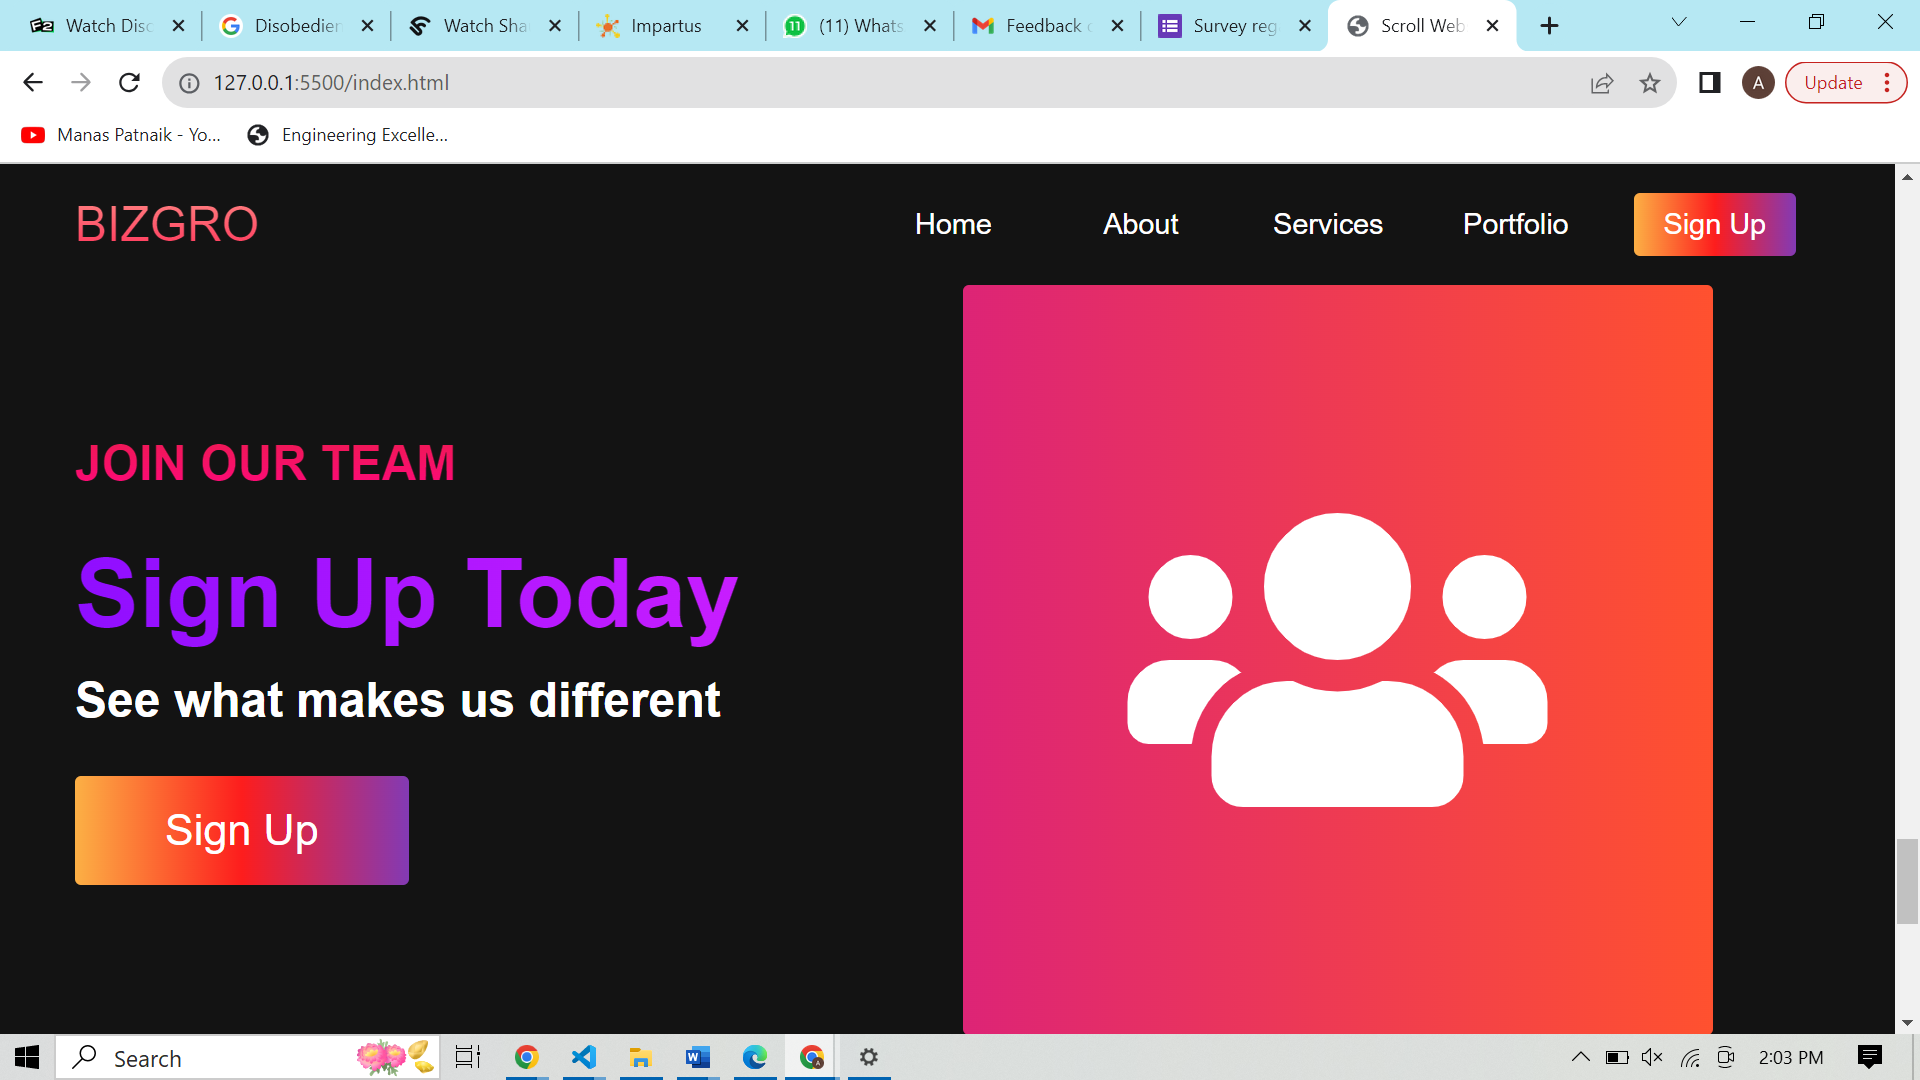 Watch Disc
Disobedien
Watch Sha
Impartus
(11) Whats
Feedback
Survey reg
Scroll Web
127.0.0.1:5500/index.html
A
Update
Manas Patnaik - Yo...
Engineering Excelle...
BIZGRO
Home
About
Services
Portfolio
Sign Up
JOIN OUR TEAM
Sign Up Today
See what makes us different
Sign Up
Search
2:03 PM